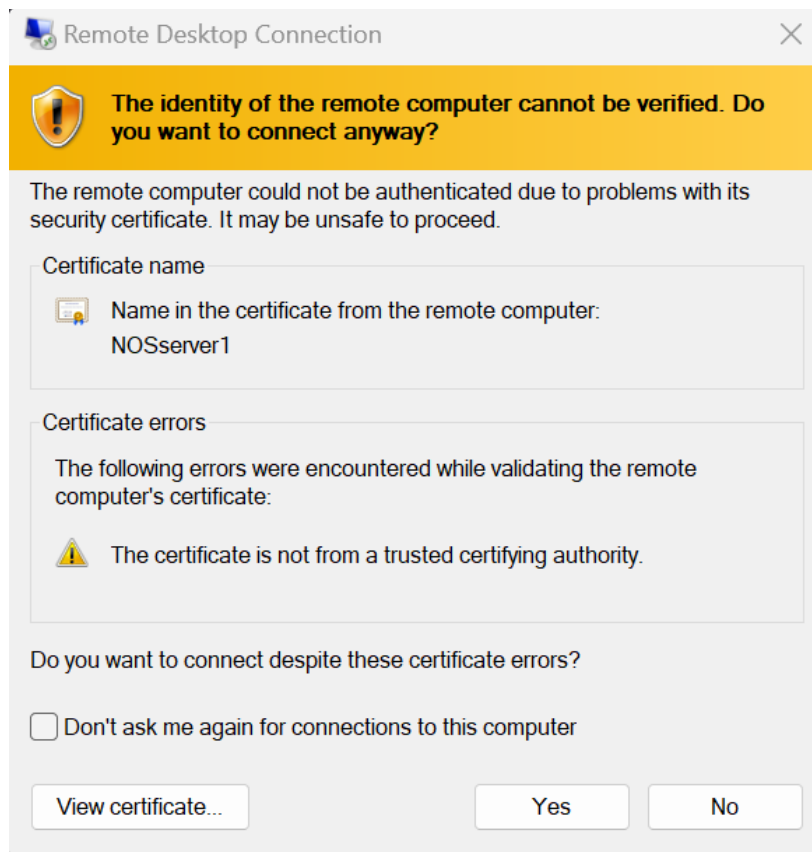 Remote Desktop Connection
The identity of the remote computer cannot be verified. Do
you want to connect anyway?
The remote computer could not be authenticated due to problems with its
security certificate. It may be unsafe to proceed.
Certificate name
Name in the certificate from the remote computer:
NOSserver1
Certificate errors
The following errors were encountered while validating the remote
computer's certificate:
The certificate is not from a trusted certifying authority.
Do you want to connect despite these certificate errors?
Don't ask me again for connections to this computer
View certificate...
Yes
No